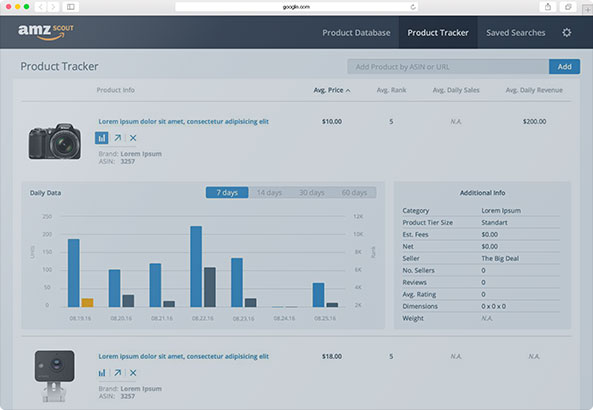 google.com
amz SCOUT
Product Database Product Tracker Saved Searches
Product Tracker
Add Product by ASIN or URL Add
Product Info Avg. Price Avg. Rank Avg. Daily Sales Avg. Daily Revenue
Lorem ipsum dolor sit amet, consectetur adipisicing elit $10.00 5 N.A. $200.00
Brand: Lorem Ipsum
ASIN: 3257
Daily Data 7 days 14 days 30 days 60 days
250 12K
200 10K
150 8K
100 6K
50 4K
0 2K
Units
Rank
08.19.16 08.20.16 08.21.16 08.22.16 08.23.16 08.24.16 08.25.16
Additional Info
Category Lorem Ipsum
Product Tier Size Standart
Est. Fees $0.00
Net $0.00
Seller The Big Deal
No. Sellers 0
Reviews 0
Avg. Rating 0
Dimensions 0 x 0 x 0
Weight N.A.
Lorem ipsum dolor sit amet, consectetur adipisicing elit $18.00 5 N.A. N.A.
Brand: Lorem Ipsum
ASIN: 3257